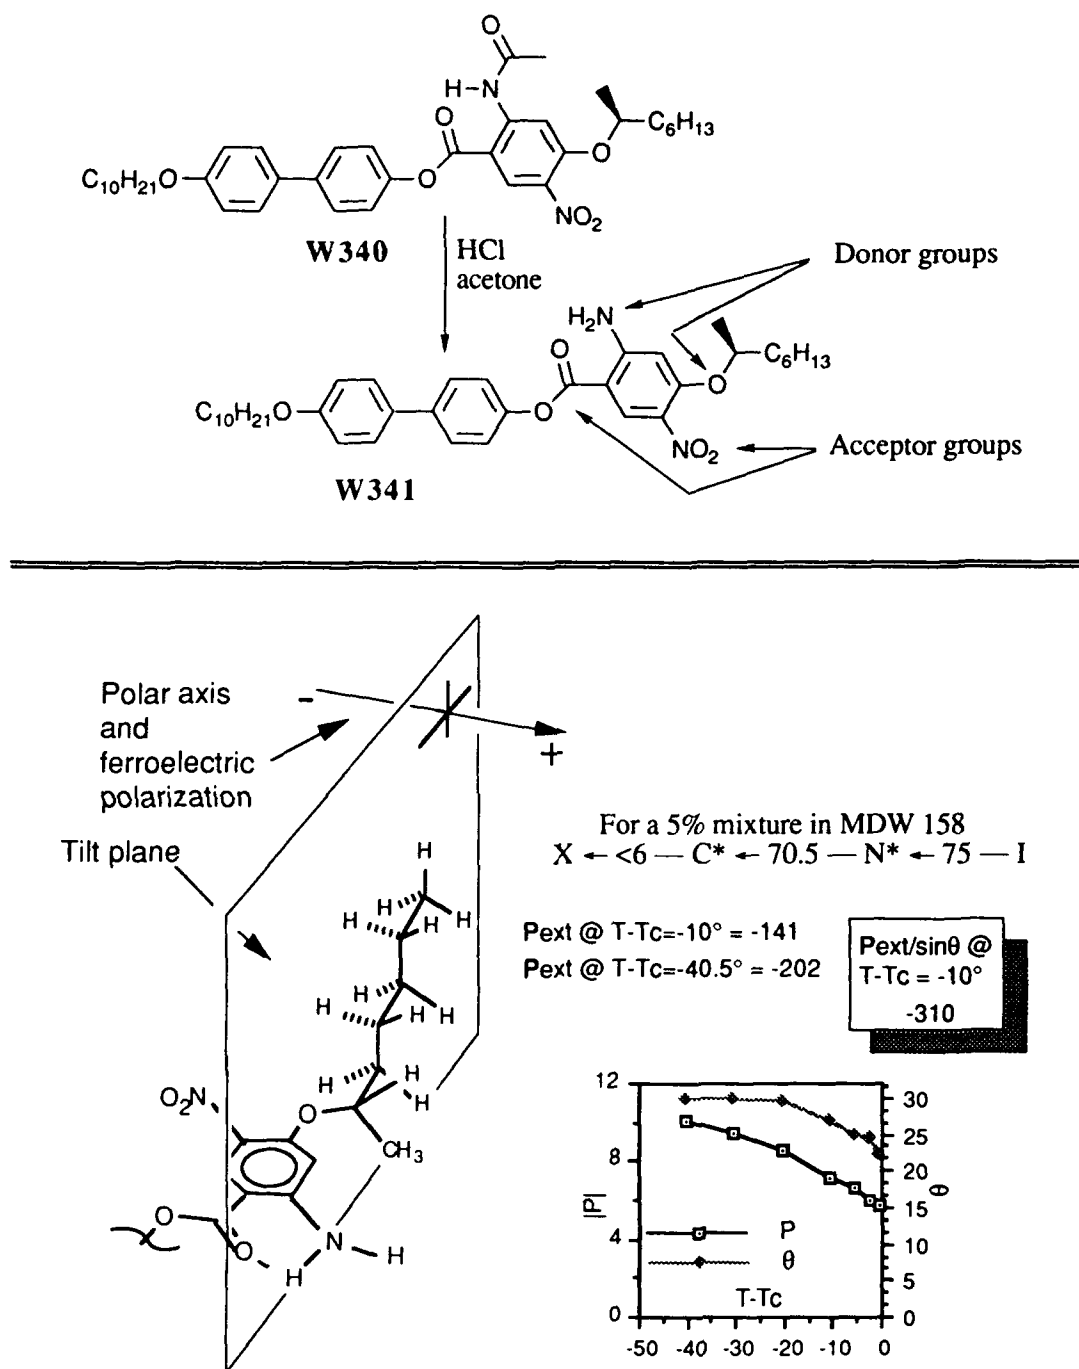 O
H-N
O
C6H13
C10H21O
O
O
NO2
W340
HCl
acetone
Donor groups
H2N
O
C6H13
O
C10H21O
O
NO2
Acceptor groups
W341
Polar axis
and
ferroelectric
polarization
-
+
Tilt plane
For a 5% mixture in MDW 158
X ← <6 — C* ← 70.5 — N* ← 75 — I
Pext @ T-Tc=-10° = -141
Pext @ T-Tc=-40.5° = -202
Pext/sinθ @
T-Tc = -10°
-310
H
H
H
H
H
H
H
H
H
H
H
H
H
O2N
O
CH3
O
O
H
N
H
12
8
4
0
|P|
30
25
20
15
10
5
0
θ
P
θ
T-Tc
-50 -40 -30 -20 -10 0